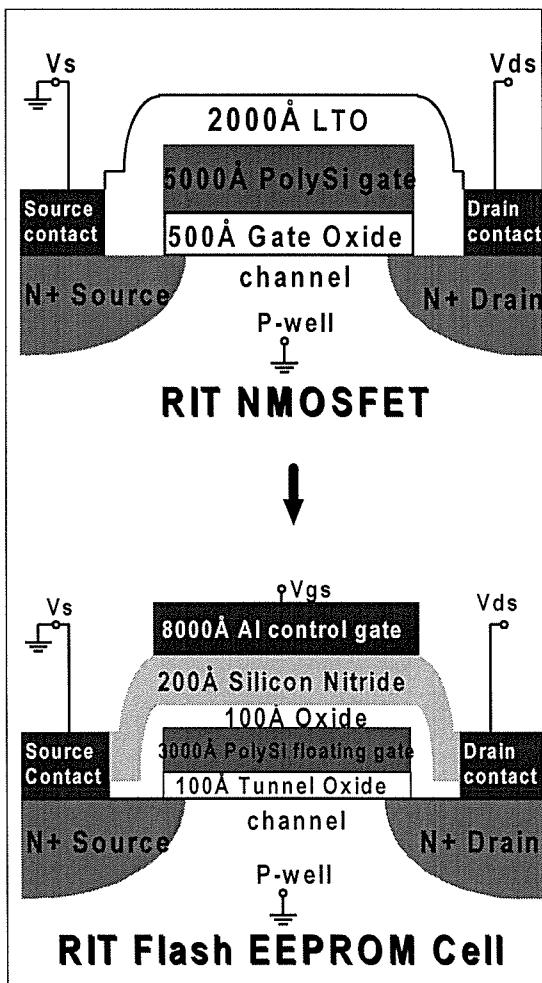 Vs
Vds
2000Å LTO
5000Å PolySi gate
Source
contact
500Å Gate Oxide
Drain
contact
N+ Source
channel
N+ Drain
P-well
RIT NMOSFET
Vgs
Vs
Vds
8000Å Al control gate
200Å Silicon Nitride
100Å Oxide
Source
Contact
3000Å PolySi floating gate
Drain
contact
100Å Tunnel Oxide
channel
N+ Source
N+ Drain
P-well
RIT Flash EEPROM Cell